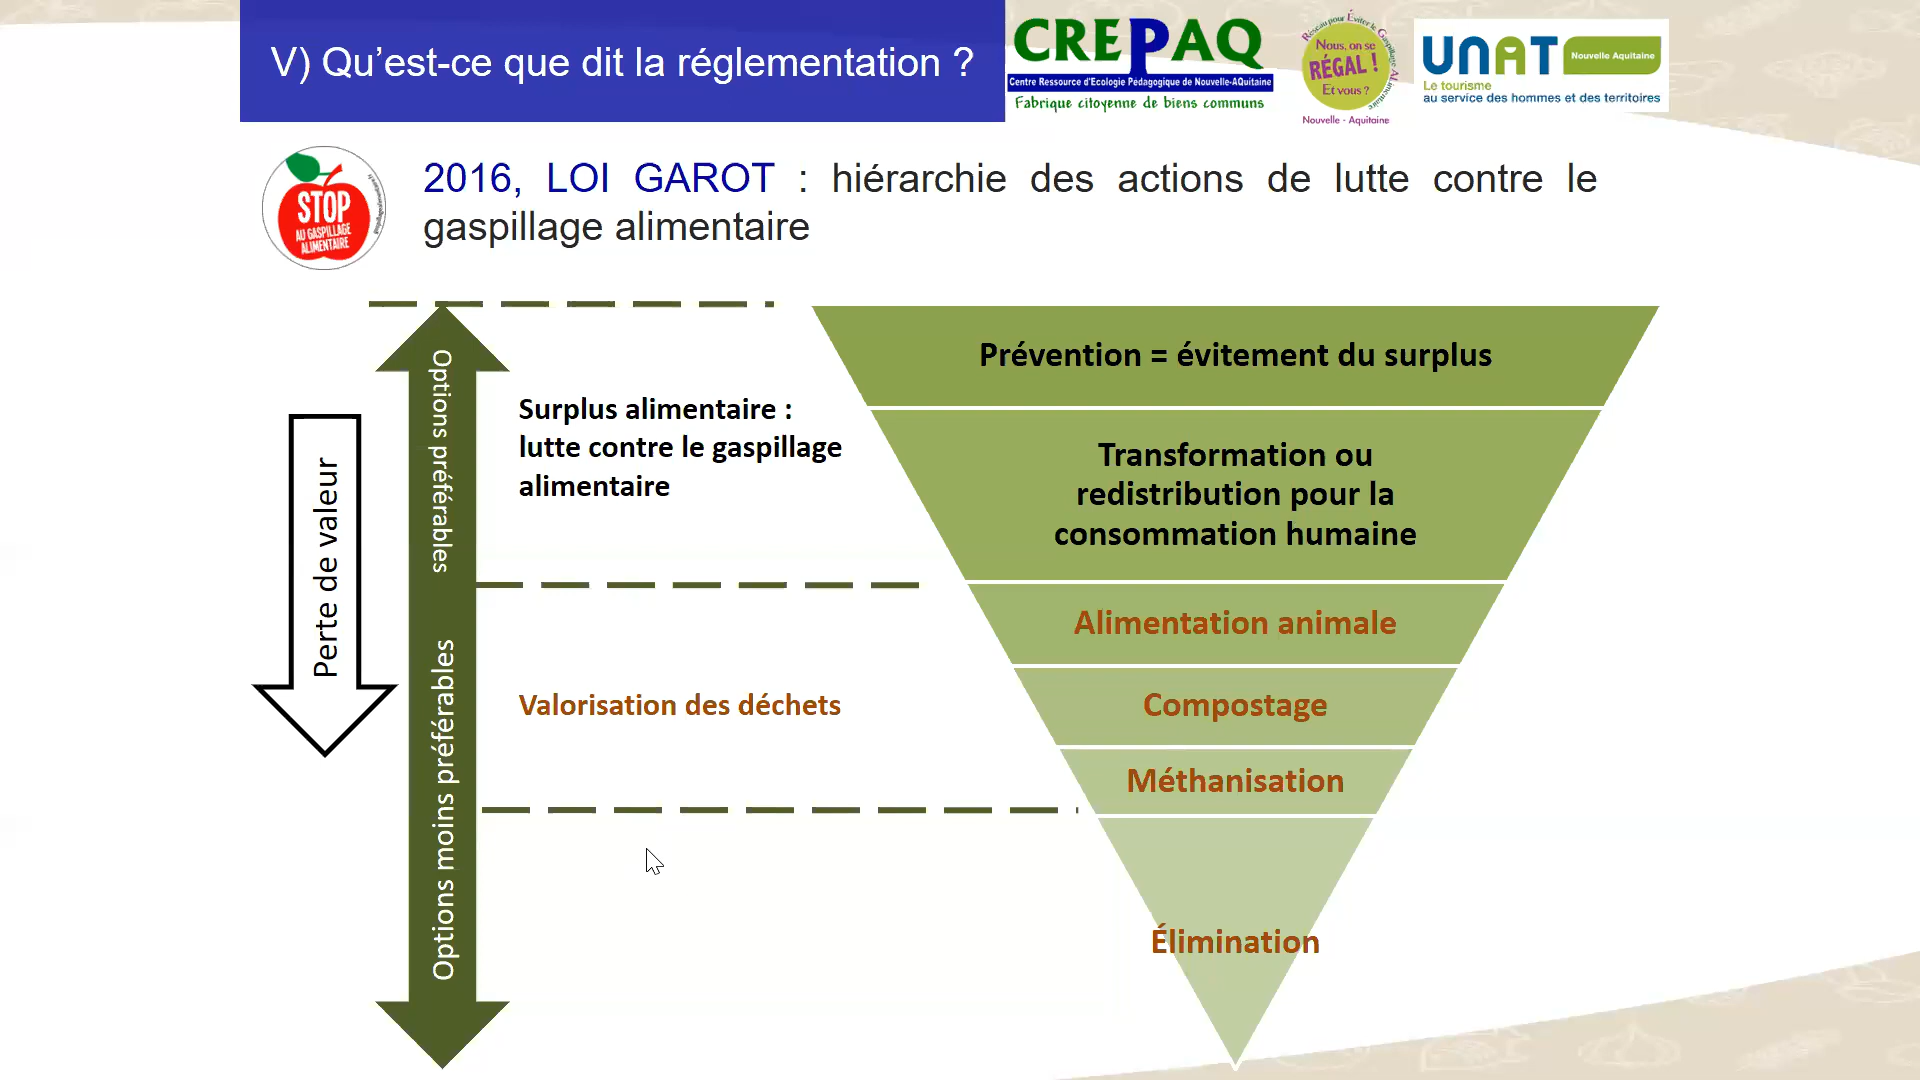 V) Qu’est-ce que dit la réglementation ?
CREPAQ
Centre Ressource d'Ecologie Pédagogique de Nouvelle-AQuitaine
Fabrique citoyenne de biens communs
Réseau pour Éviter le Gaspillage ALimentaire
Nous, on se
RÉGAL !
Et vous ?
Nouvelle - Aquitaine
UNAT
Nouvelle Aquitaine
Le tourisme
au service des hommes et des territoires
STOP
AU GASPILLAGE
ALIMENTAIRE
2016, LOI GAROT : hiérarchie des actions de lutte contre le
gaspillage alimentaire
Perte de valeur
Options préférables
Options moins préférables
Surplus alimentaire :
lutte contre le gaspillage
alimentaire
Valorisation des déchets
Prévention = évitement du surplus
Transformation ou
redistribution pour la
consommation humaine
Alimentation animale
Compostage
Méthanisation
Élimination